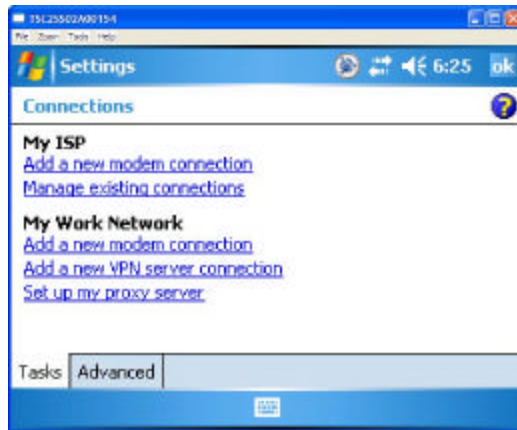 File Zoom Tools Help
Settings 6:25 ok
Connections
My ISP
Add a new modem connection
Manage existing connections
My Work Network
Add a new modem connection
Add a new VPN server connection
Set up my proxy server
Tasks Advanced